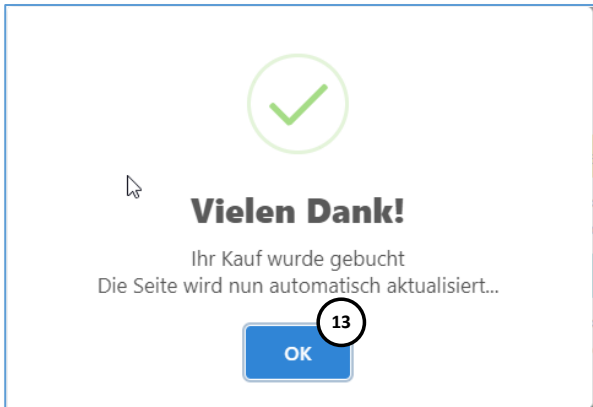 Vielen Dank!
Ihr Kauf wurde gebucht
Die Seite wird nun automatisch aktualisiert...
13
OK